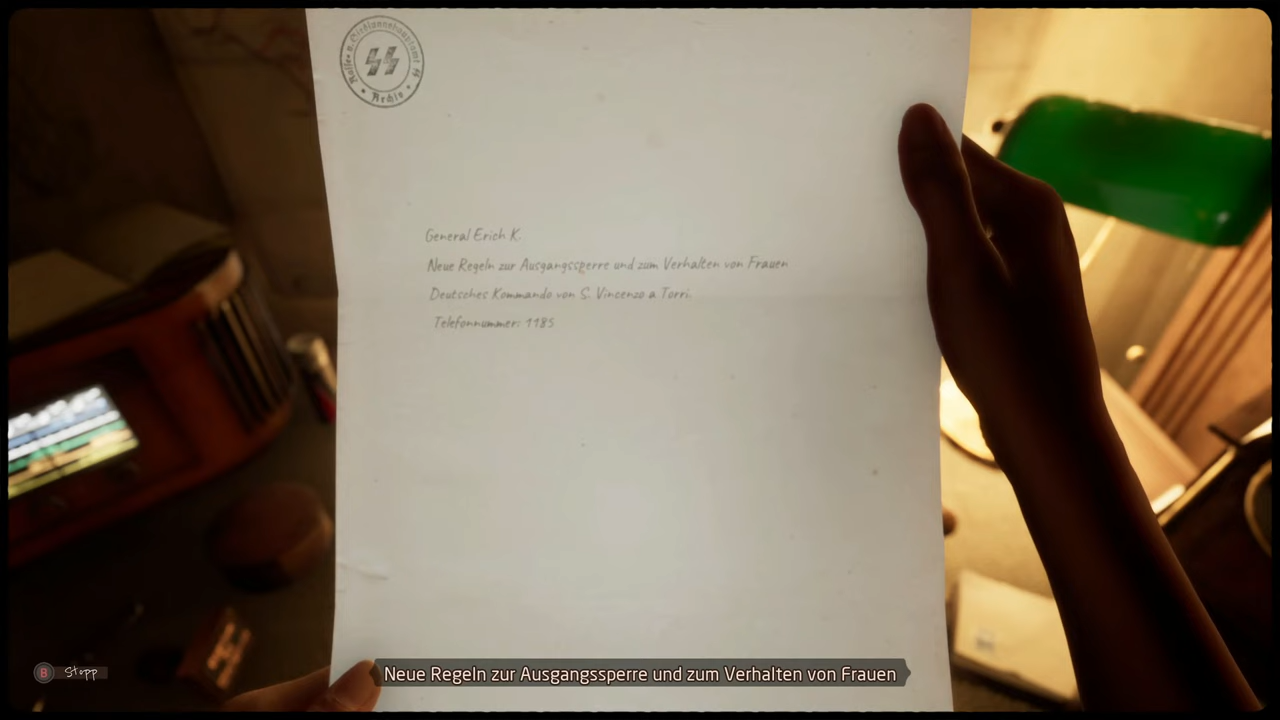 SS
General Erich K.
Neue Regeln zur Ausgangssperre und zum Verhalten von Frauen
Deutsches Kommando von S. Vincenzo a Torri.
Telefonnummer: 1185
B Stopp
Neue Regeln zur Ausgangssperre und zum Verhalten von Frauen